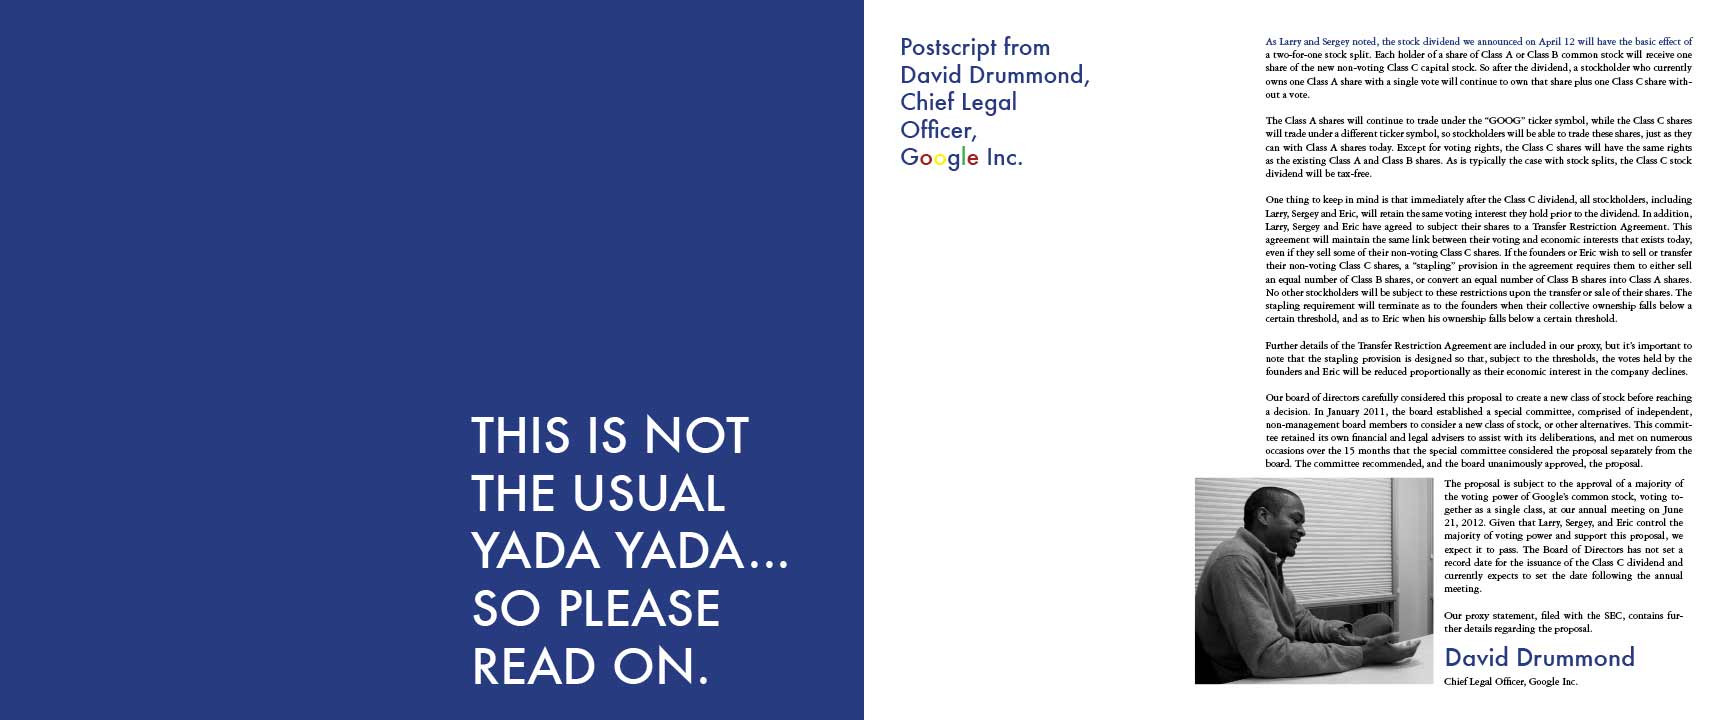 THIS IS NOT
THE USUAL
YADA YADA...
SO PLEASE
READ ON.
Postscript from
David Drummond,
Chief Legal
Officer,
Google Inc.
As Larry and Sergey noted, the stock dividend we announced on April 12 will have the basic effect of
a two-for-one stock split. Each holder of a share of Class A or Class B common stock will receive one
share of the new non-voting Class C capital stock. So after the dividend, a stockholder who currently
owns one Class A share with a single vote will continue to own that share plus one Class C share with-
out a vote.
The Class A shares will continue to trade under the “GOOG” ticker symbol, while the Class C shares
will trade under a different ticker symbol, so stockholders will be able to trade these shares, just as they
can with Class A shares today. Except for voting rights, the Class C shares will have the same rights
as the existing Class A and Class B shares. As is typically the case with stock splits, the Class C stock
dividend will be tax-free.
One thing to keep in mind is that immediately after the Class C dividend, all stockholders, including
Larry, Sergey and Eric, will retain the same voting interest they hold prior to the dividend. In addition,
Larry, Sergey and Eric have agreed to subject their shares to a Transfer Restriction Agreement. This
agreement will maintain the same link between their voting and economic interests that exists today,
even if they sell some of their non-voting Class C shares. If the founders or Eric wish to sell or transfer
their non-voting Class C shares, a “stapling” provision in the agreement requires them to either sell
an equal number of Class B shares, or convert an equal number of Class B shares into Class A shares.
No other stockholders will be subject to these restrictions upon the transfer or sale of their shares. The
stapling requirement will terminate as to the founders when their collective ownership falls below a
certain threshold, and as to Eric when his ownership falls below a certain threshold.
Further details of the Transfer Restriction Agreement are included in our proxy, but it’s important to
note that the stapling provision is designed so that, subject to the thresholds, the votes held by the
founders and Eric will be reduced proportionally as their economic interest in the company declines.
Our board of directors carefully considered this proposal to create a new class of stock before reaching
a decision. In January 2011, the board established a special committee, comprised of independent,
non-management board members to consider a new class of stock, or other alternatives. This commit-
tee retained its own financial and legal advisers to assist with its deliberations, and met on numerous
occasions over the 15 months that the special committee considered the proposal separately from the
board. The committee recommended, and the board unanimously approved, the proposal.
The proposal is subject to the approval of a majority of
the voting power of Google’s common stock, voting to-
gether as a single class, at our annual meeting on June
21, 2012. Given that Larry, Sergey, and Eric control the
majority of voting power and support this proposal, we
expect it to pass. The Board of Directors has not set a
record date for the issuance of the Class C dividend and
currently expects to set the date following the annual
meeting.
Our proxy statement, filed with the SEC, contains fur-
ther details regarding the proposal.
David Drummond
Chief Legal Officer, Google Inc.